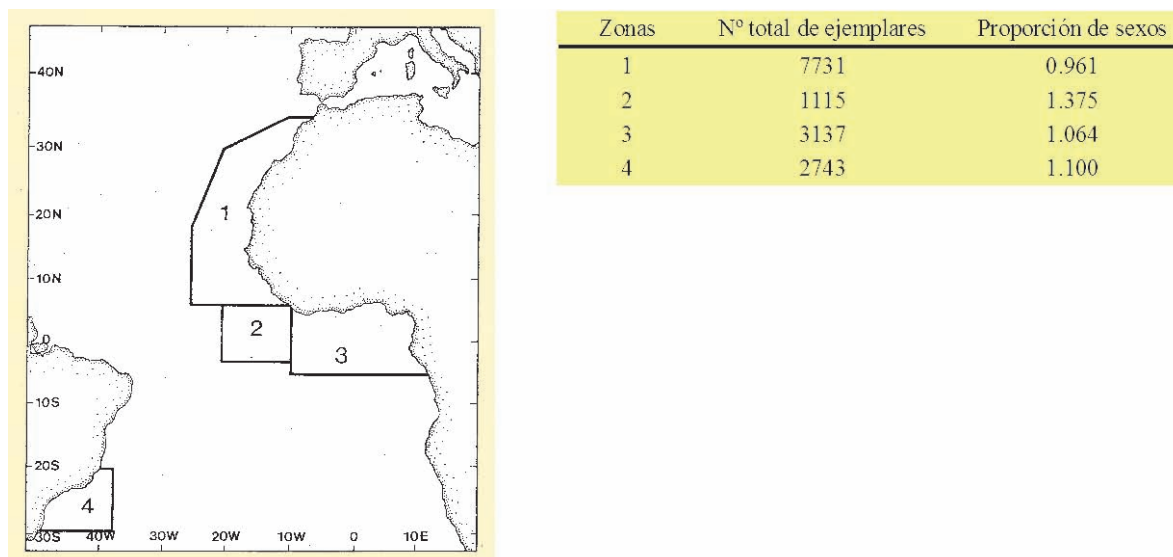 40N
30N
1
20N
10N
2
0
3
10S
20S
4
30S 40W 30W 20W 10W 0 10E
Zonas Nº total de ejemplares Proporción de sexos
1 7731 0.961
2 1115 1.375
3 3137 1.064
4 2743 1.100